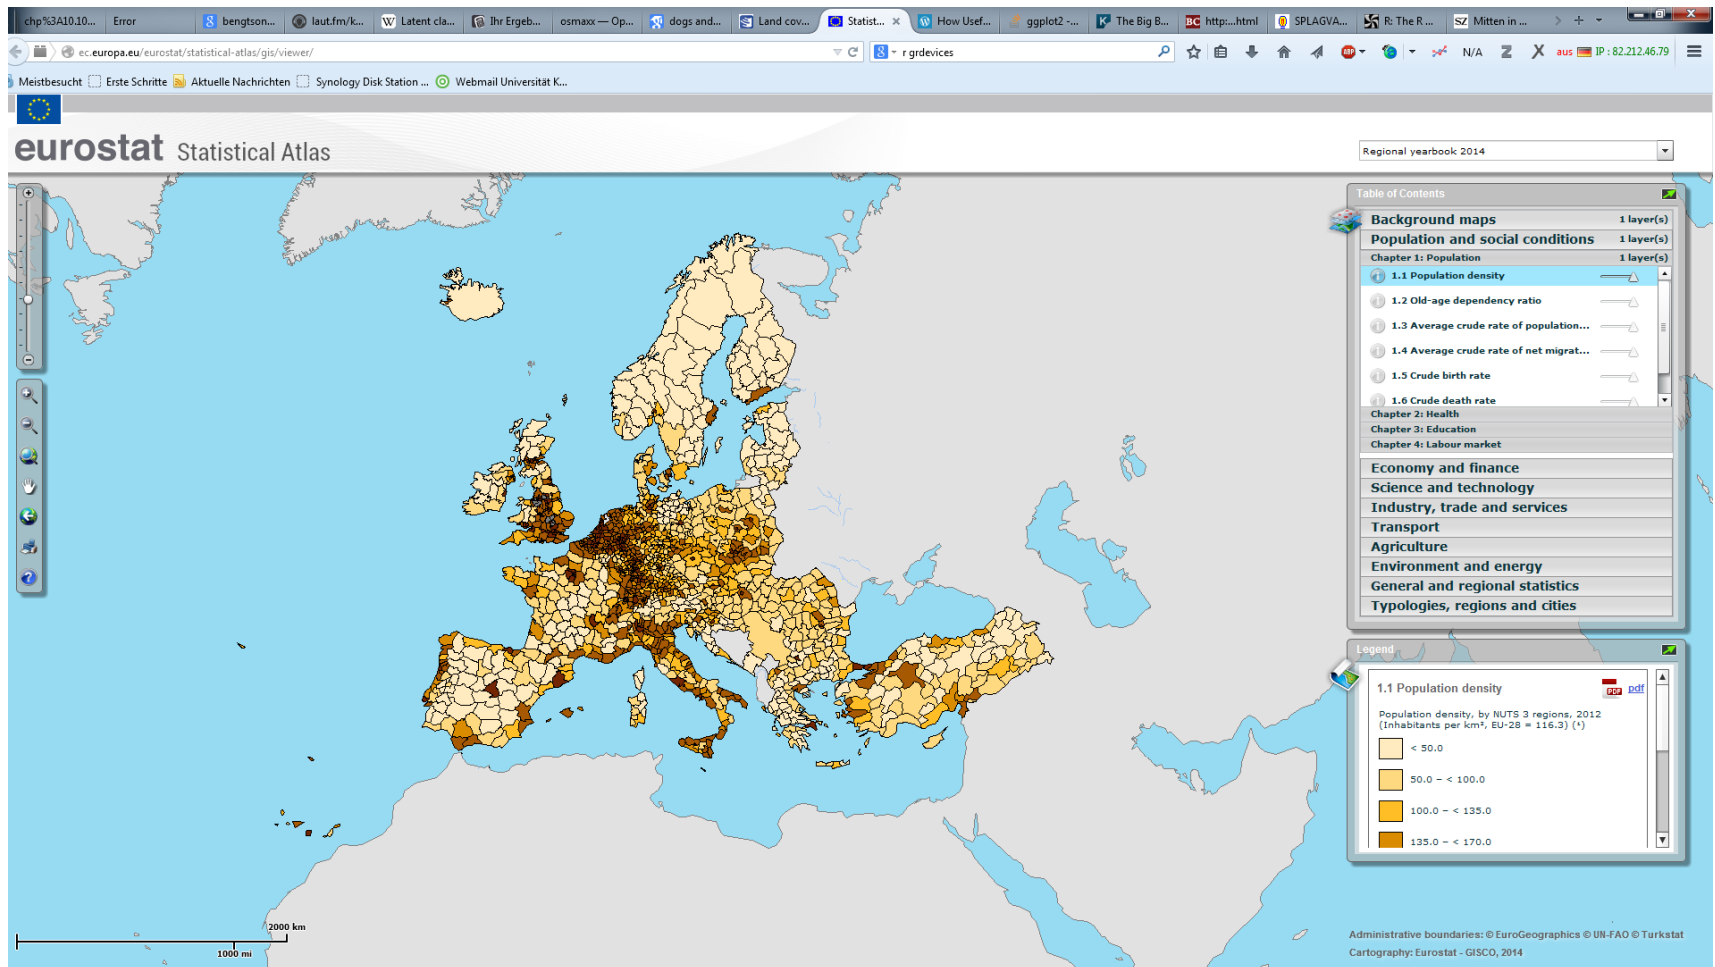 chp%3A10.10... Error bengtson... laut.fm/k... Latent cla... Ihr Ergeb... osmaxx — Op... dogs and... Land cov... Statist... How Usef... ggplot2 -... The Big B... http:...html SPLAGVA... R: The R ... Mitten in ...
ec.europa.eu/eurostat/statistical-atlas/gis/viewer/ r grdevices N/A aus IP : 82.212.46.79
Meistbesucht Erste Schritte Aktuelle Nachrichten Synology Disk Station ... Webmail Universität K...
eurostat Statistical Atlas
Regional yearbook 2014
Table of Contents
Background maps 1 layer(s)
Population and social conditions 1 layer(s)
Chapter 1: Population 1 layer(s)
1.1 Population density
1.2 Old-age dependency ratio
1.3 Average crude rate of population...
1.4 Average crude rate of net migrat...
1.5 Crude birth rate
1.6 Crude death rate
Chapter 2: Health
Chapter 3: Education
Chapter 4: Labour market
Economy and finance
Science and technology
Industry, trade and services
Transport
Agriculture
Environment and energy
General and regional statistics
Typologies, regions and cities
Legend
1.1 Population density PDF pdf
Population density, by NUTS 3 regions, 2012
(Inhabitants per km², EU-28 = 116.3) (¹)
< 50.0
50.0 – < 100.0
100.0 – < 135.0
135.0 – < 170.0
2000 km
1000 mi
Administrative boundaries: © EuroGeographics © UN-FAO © Turkstat
Cartography: Eurostat - GISCO, 2014